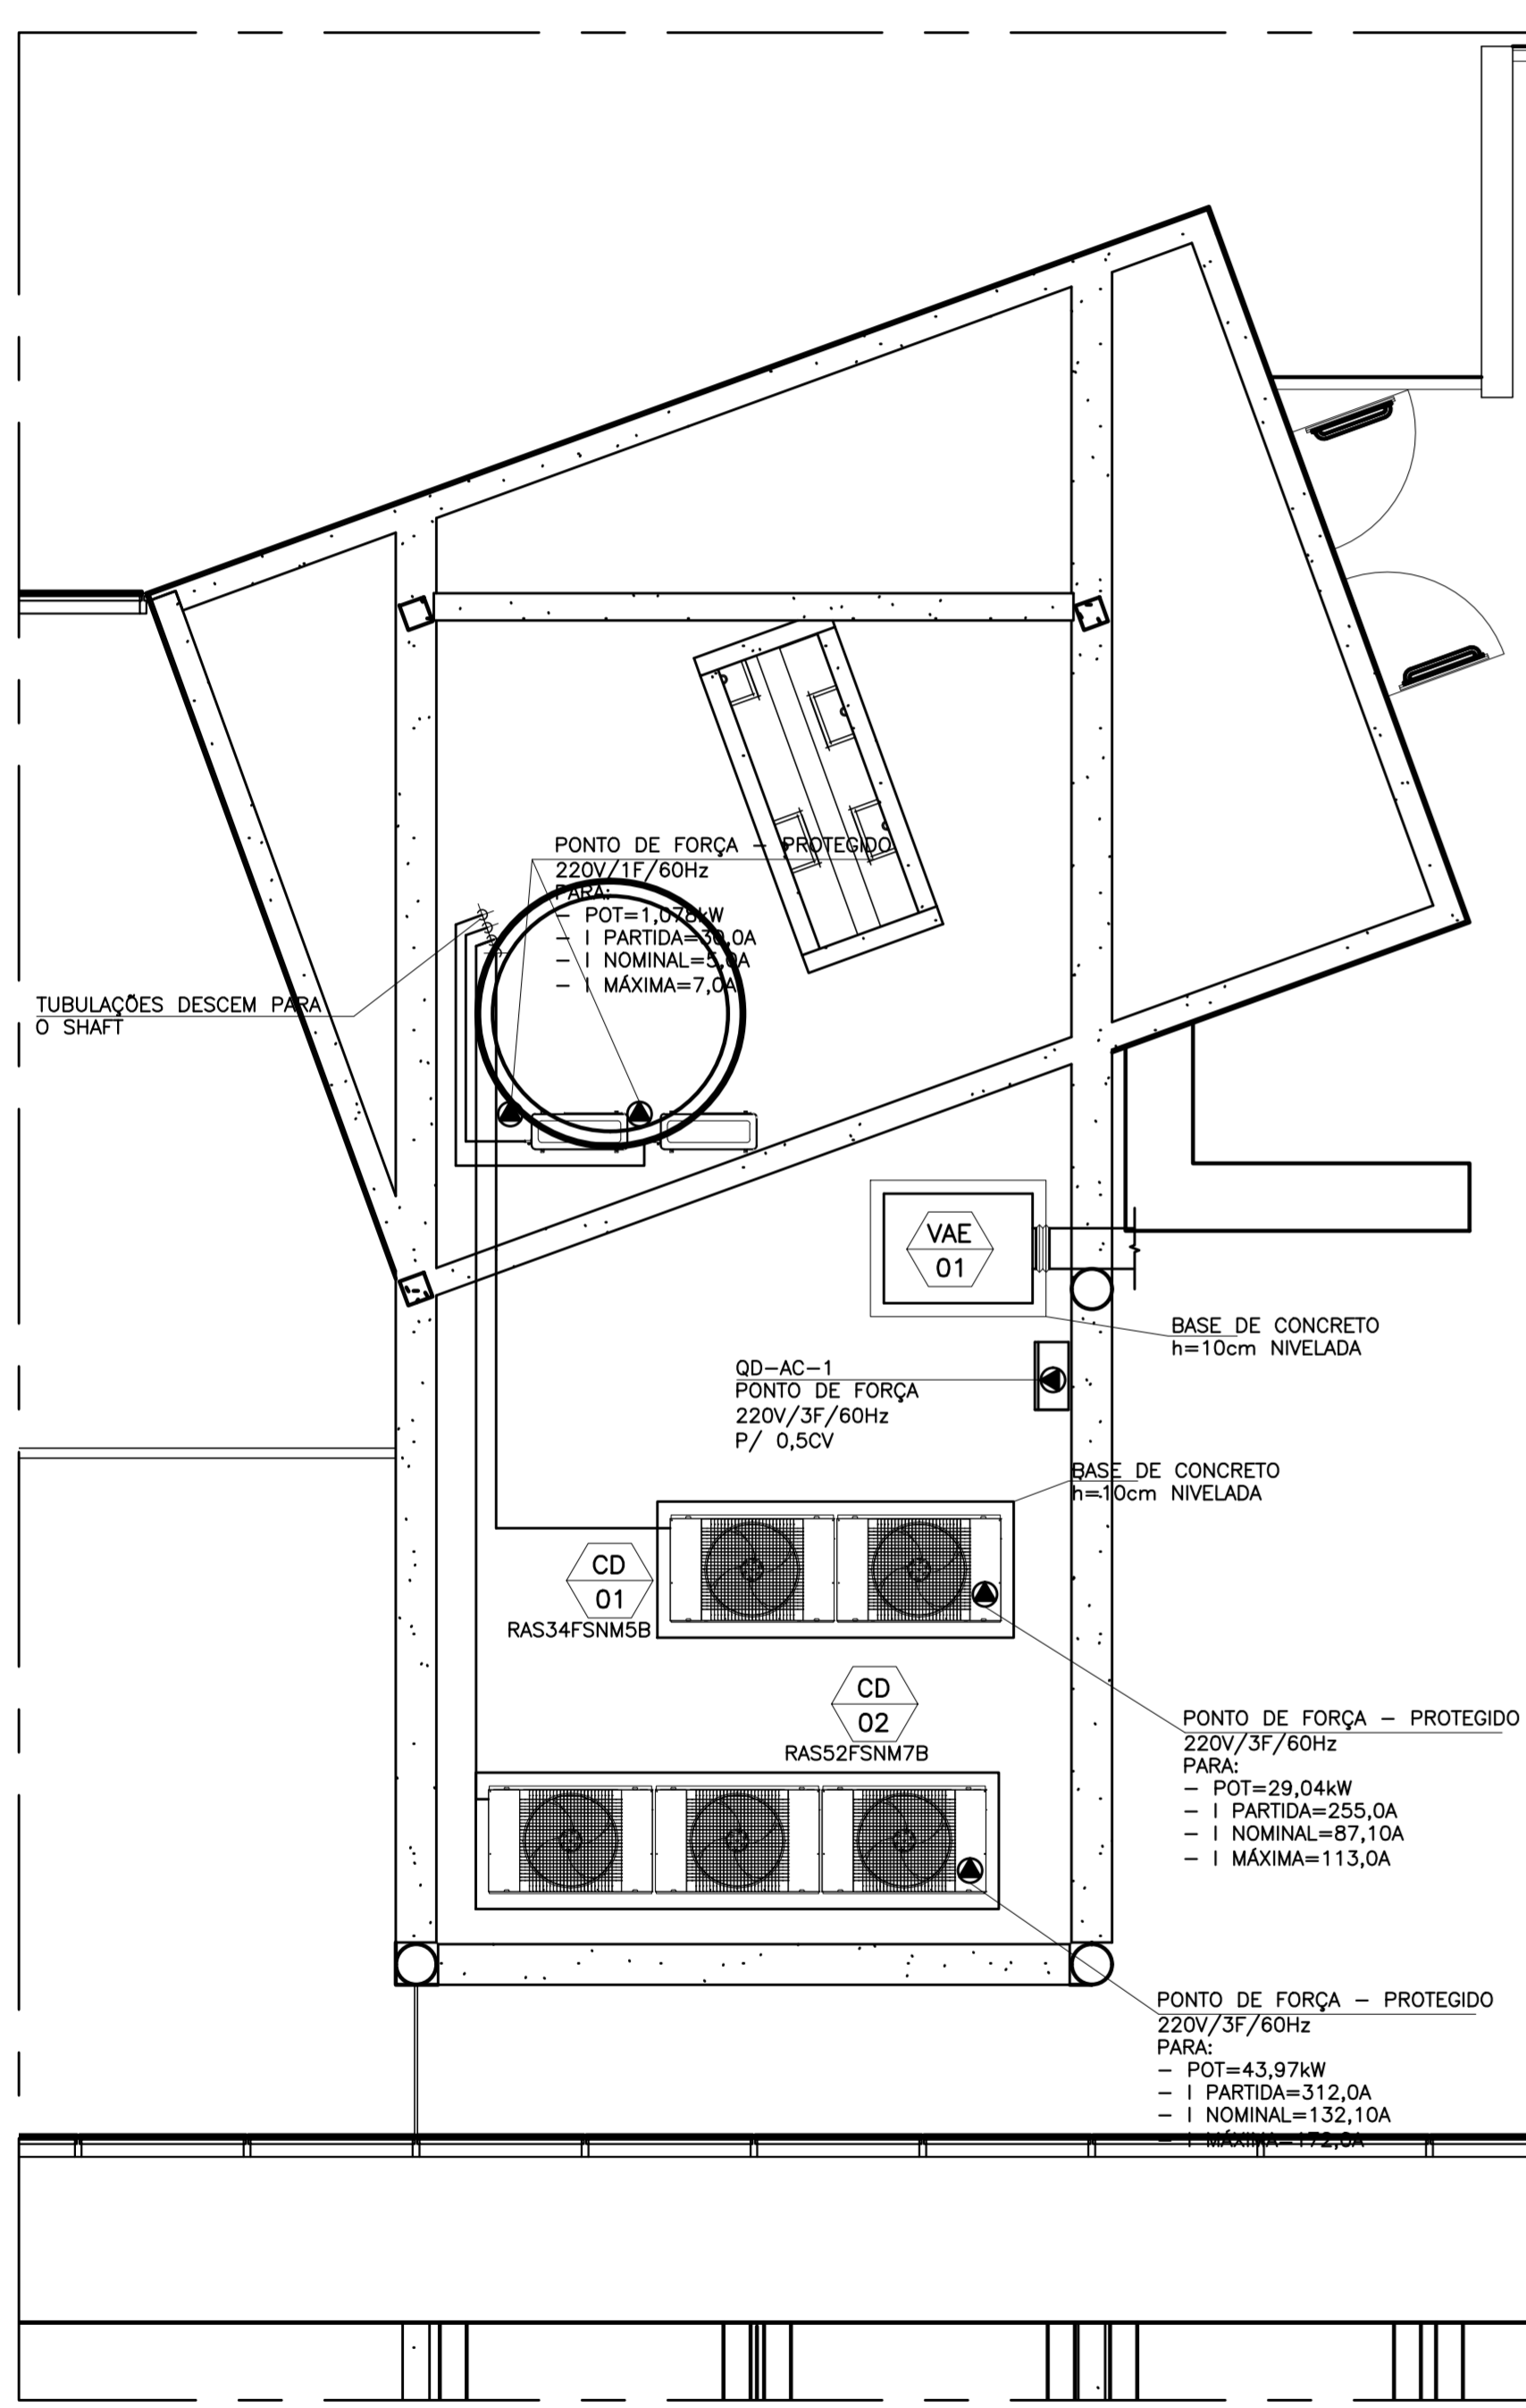 PONTO DE FORÇA – PROTEGIDO
220V/1F/60Hz
PARA:
– POT=1,078kW
– I PARTIDA=30,0A
– I NOMINAL=5,0A
– I MÁXIMA=7,0A
TUBULAÇÕES DESCEM PARA
O SHAFT
VAE
01
BASE DE CONCRETO
h=10cm NIVELADA
QD-AC-1
PONTO DE FORÇA
220V/3F/60Hz
P/ 0,5CV
BASE DE CONCRETO
h=10cm NIVELADA
CD
01
RAS34FSNM5B
CD
02
RAS52FSNM7B
PONTO DE FORÇA – PROTEGIDO
220V/3F/60Hz
PARA:
– POT=29,04kW
– I PARTIDA=255,0A
– I NOMINAL=87,10A
– I MÁXIMA=113,0A
PONTO DE FORÇA – PROTEGIDO
220V/3F/60Hz
PARA:
– POT=43,97kW
– I PARTIDA=312,0A
– I NOMINAL=132,10A
– I MÁXIMA=172,0A